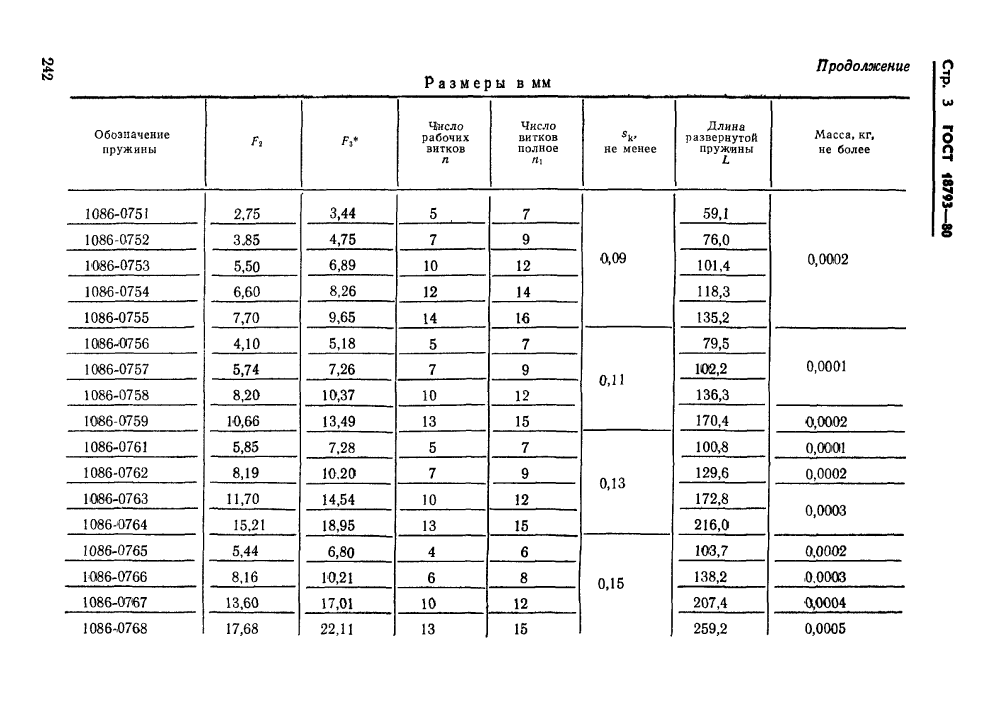 242
Стр. 3 ГОСТ 18793—80
Продолжение
Размеры в мм
Обозначение пружины | F₂ | F₃* | Число рабочих витков n | Число витков полное n₁ | sk, не менее | Длина развернутой пружины L | Масса, кг, не более
1086-0751 | 2,75 | 3,44 | 5 | 7 | 0,09 | 59,1 | 0,0002
1086-0752 | 3.85 | 4,75 | 7 | 9 | 76,0
1086-0753 | 5,50 | 6,89 | 10 | 12 | 101,4
1086-0754 | 6,60 | 8,26 | 12 | 14 | 118,3
1086-0755 | 7,70 | 9,65 | 14 | 16 | 135,2
1086-0756 | 4,10 | 5,18 | 5 | 7 | 0,11 | 79,5 | 0,0001
1086-0757 | 5,74 | 7,26 | 7 | 9 | 102,2
1086-0758 | 8,20 | 10,37 | 10 | 12 | 136,3
1086-0759 | 10,66 | 13,49 | 13 | 15 | 170,4 | 0,0002
1086-0761 | 5,85 | 7,28 | 5 | 7 | 0,13 | 100,8 | 0,0001
1086-0762 | 8,19 | 10.20 | 7 | 9 | 129,6 | 0,0002
1086-0763 | 11,70 | 14,54 | 10 | 12 | 172,8 | 0,0003
1086-0764 | 15,21 | 18,95 | 13 | 15 | 216,0
1086-0765 | 5,44 | 6,80 | 4 | 6 | 0,15 | 103,7 | 0,0002
1086-0766 | 8,16 | 10,21 | 6 | 8 | 138,2 | 0.0003
1086-0767 | 13,60 | 17,01 | 10 | 12 | 207,4 | 0,0004
1086-0768 | 17,68 | 22,11 | 13 | 15 | 259,2 | 0,0005